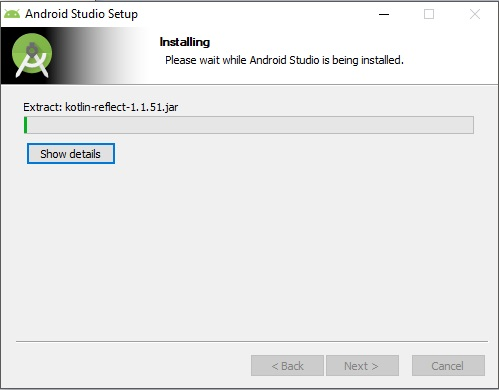 Android Studio Setup
Installing
Please wait while Android Studio is being installed.
Extract: kotlin-reflect-1.1.51.jar
Show details
< Back
Next >
Cancel